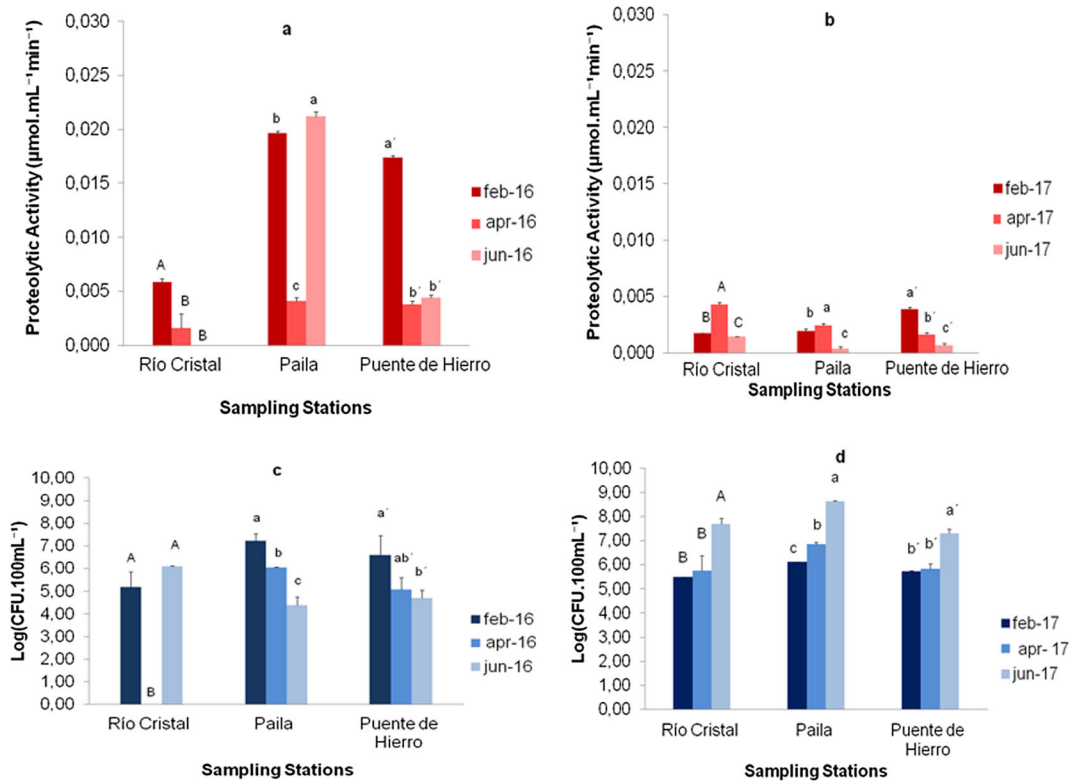 a
Proteolytic Activity (µmol.mL⁻¹min⁻¹)
0,030
0,025
0,020
0,015
0,010
0,005
0,000
A
B
B
b
c
a
a´
b´
b´
feb-16
apr-16
jun-16
Río Cristal
Paila
Puente de Hierro
Sampling Stations
b
Proteolytic Activity (µmol.mL⁻¹min⁻¹)
0,030
0,025
0,020
0,015
0,010
0,005
0,000
B
A
C
b
a
c
a´
b´
c´
feb-17
apr-17
jun-17
Río Cristal
Paila
Puente de Hierro
Sampling Stations
c
Log(CFU.100mL⁻¹)
10,00
9,00
8,00
7,00
6,00
5,00
4,00
3,00
2,00
1,00
0,00
A
B
A
a
b
c
a´
ab´
b´
feb-16
apr-16
jun-16
Río Cristal
Paila
Puente de
Hierro
Sampling Stations
d
Log(CFU.100mL⁻¹)
10,00
9,00
8,00
7,00
6,00
5,00
4,00
3,00
2,00
1,00
0,00
B
B
A
c
b
a
b´
b´
a´
feb-17
apr- 17
jun-17
Río Cristal
Paila
Puente de
Hierro
Sampling Stations